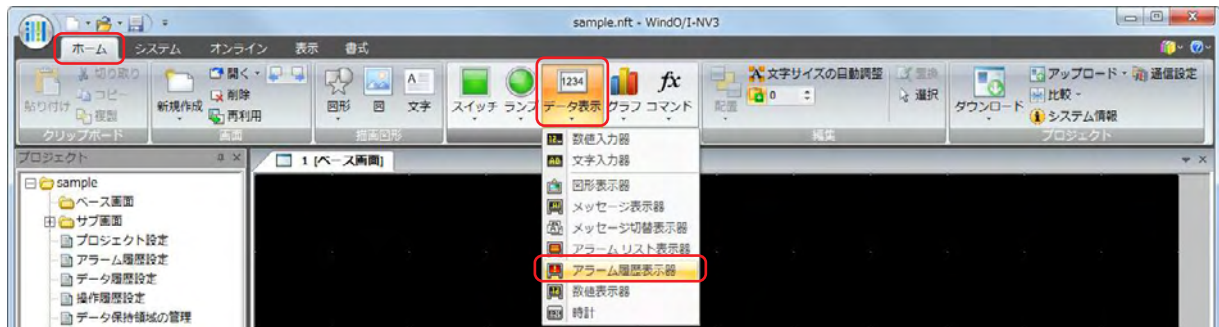 sample.nft - WindO/I-NV3
ホーム システム オンライン 表示 書式
貼り付け 切り取り コピー 複製
新規作成 開く 削除 再利用
図形 図 文字
スイッチ ランプ データ表示 グラフ コマンド
1234
A
fx
配置 文字サイズの自動調整 0 置換 選択
ダウンロード アップロード 比較 システム情報 通信設定
クリップボード 画面 描画図形 編集 プロジェクト
プロジェクト
1 [ベース画面]
sample
ベース画面
サブ画面
プロジェクト設定
アラーム履歴設定
データ履歴設定
操作履歴設定
データ保持領域の管理
数値入力器
文字入力器
図形表示器
メッセージ表示器
メッセージ切替表示器
アラーム リスト表示器
アラーム履歴表示器
数値表示器
時計